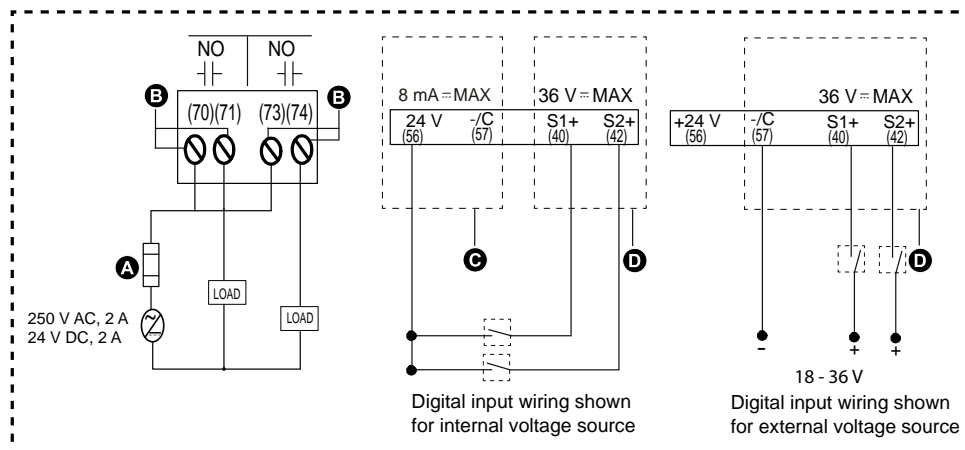 NO NO
B (70)(71) (73)(74) B
A
250 V AC, 2 A
24 V DC, 2 A
LOAD
LOAD
8 mA ⎓ MAX 36 V ⎓ MAX
24 V -/C S1+ S2+
(56) (57) (40) (42)
C D
Digital input wiring shown
for internal voltage source
36 V ⎓ MAX
+24 V -/C S1+ S2+
(56) (57) (40) (42)
D
- + +
18 - 36 V
Digital input wiring shown
for external voltage source